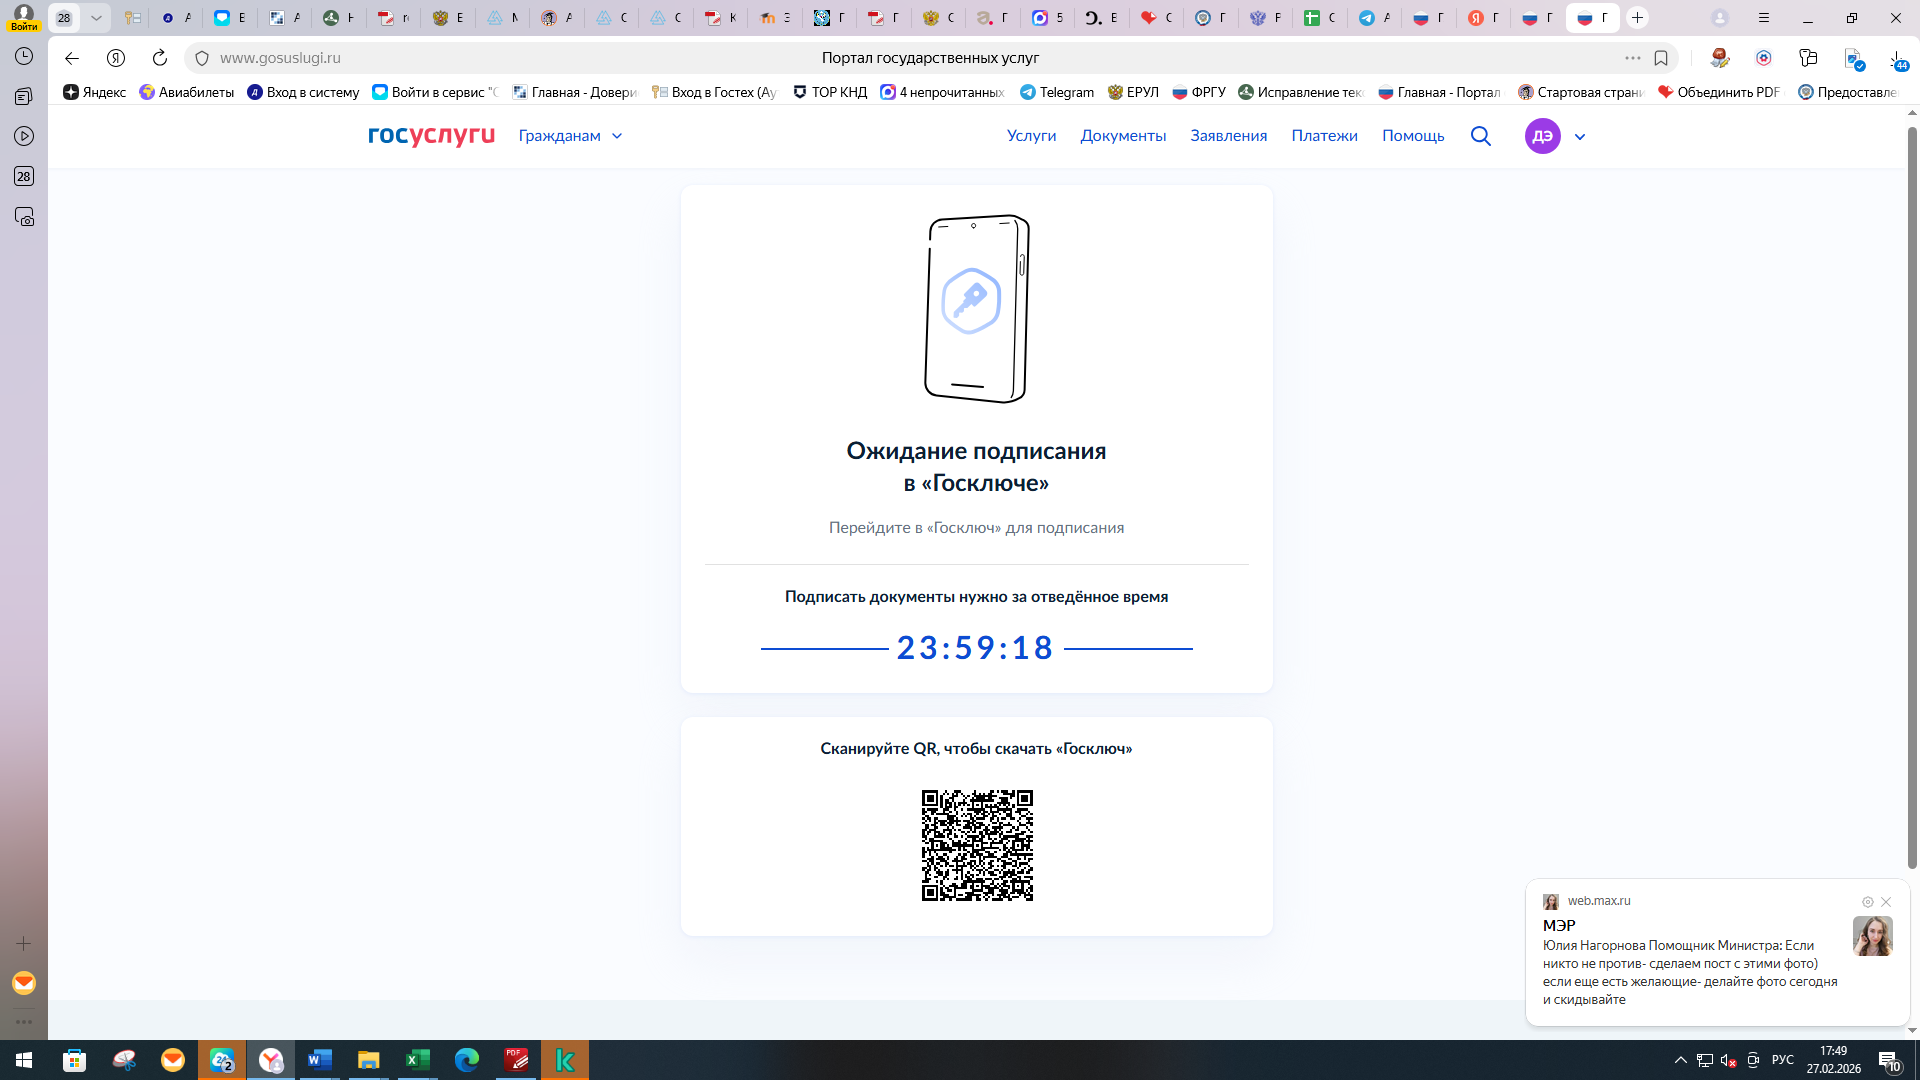 Войти
28
www.gosuslugi.ru
Портал государственных услуг
44
Яндекс
Авиабилеты
Вход в систему
Войти в сервис "С
Главная - Довери
Вход в Гостех (Ау
ТОР КНД
4 непрочитанных
Telegram
ЕРУЛ
ФРГУ
Исправление тек
Главная - Портал
Стартовая страни
Объединить PDF
Предоставле
28
госуслуги
Гражданам
Услуги
Документы
Заявления
Платежи
Помощь
ДЭ
Ожидание подписания
в «Госключе»
Перейдите в «Госключ» для подписания
Подписать документы нужно за отведённое время
23:59:18
Сканируйте QR, чтобы скачать «Госключ»
web.max.ru
МЭР
Юлия Нагорнова Помощник Министра: Если
никто не против- сделаем пост с этими фото)
если еще есть желающие- делайте фото сегодня
и скидывайте
РУС
17:49
27.02.2026
10